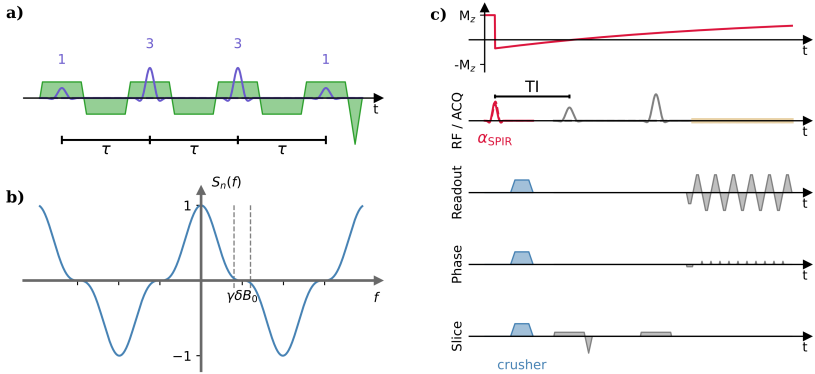 a)
1
3
3
1
t
τ
τ
τ
b)
Sₙ(f)
1
γδB₀
f
−1
c)
M_z
-M_z
t
TI
RF / ACQ
α_SPIR
t
Readout
t
Phase
t
Slice
t
crusher